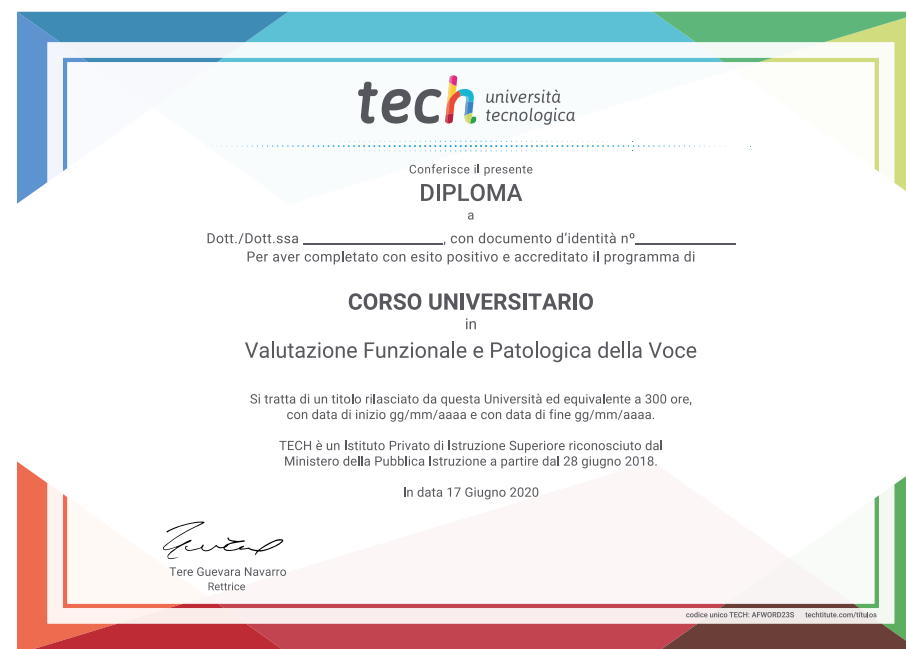 tech università
tecnologica
Conferisce il presente
DIPLOMA
a
Dott./Dott.ssa ________________, con documento d'identità nº____________
Per aver completato con esito positivo e accreditato il programma di
CORSO UNIVERSITARIO
in
Valutazione Funzionale e Patologica della Voce
Si tratta di un titolo rilasciato da questa Università ed equivalente a 300 ore,
con data di inizio gg/mm/aaaa e con data di fine gg/mm/aaaa.
TECH è un Istituto Privato di Istruzione Superiore riconosciuto dal
Ministero della Pubblica Istruzione a partire dal 28 giugno 2018.
In data 17 Giugno 2020
Tere Guevara Navarro
Rettrice
codice unico TECH: AFWORD23S techtitute.com/títulos